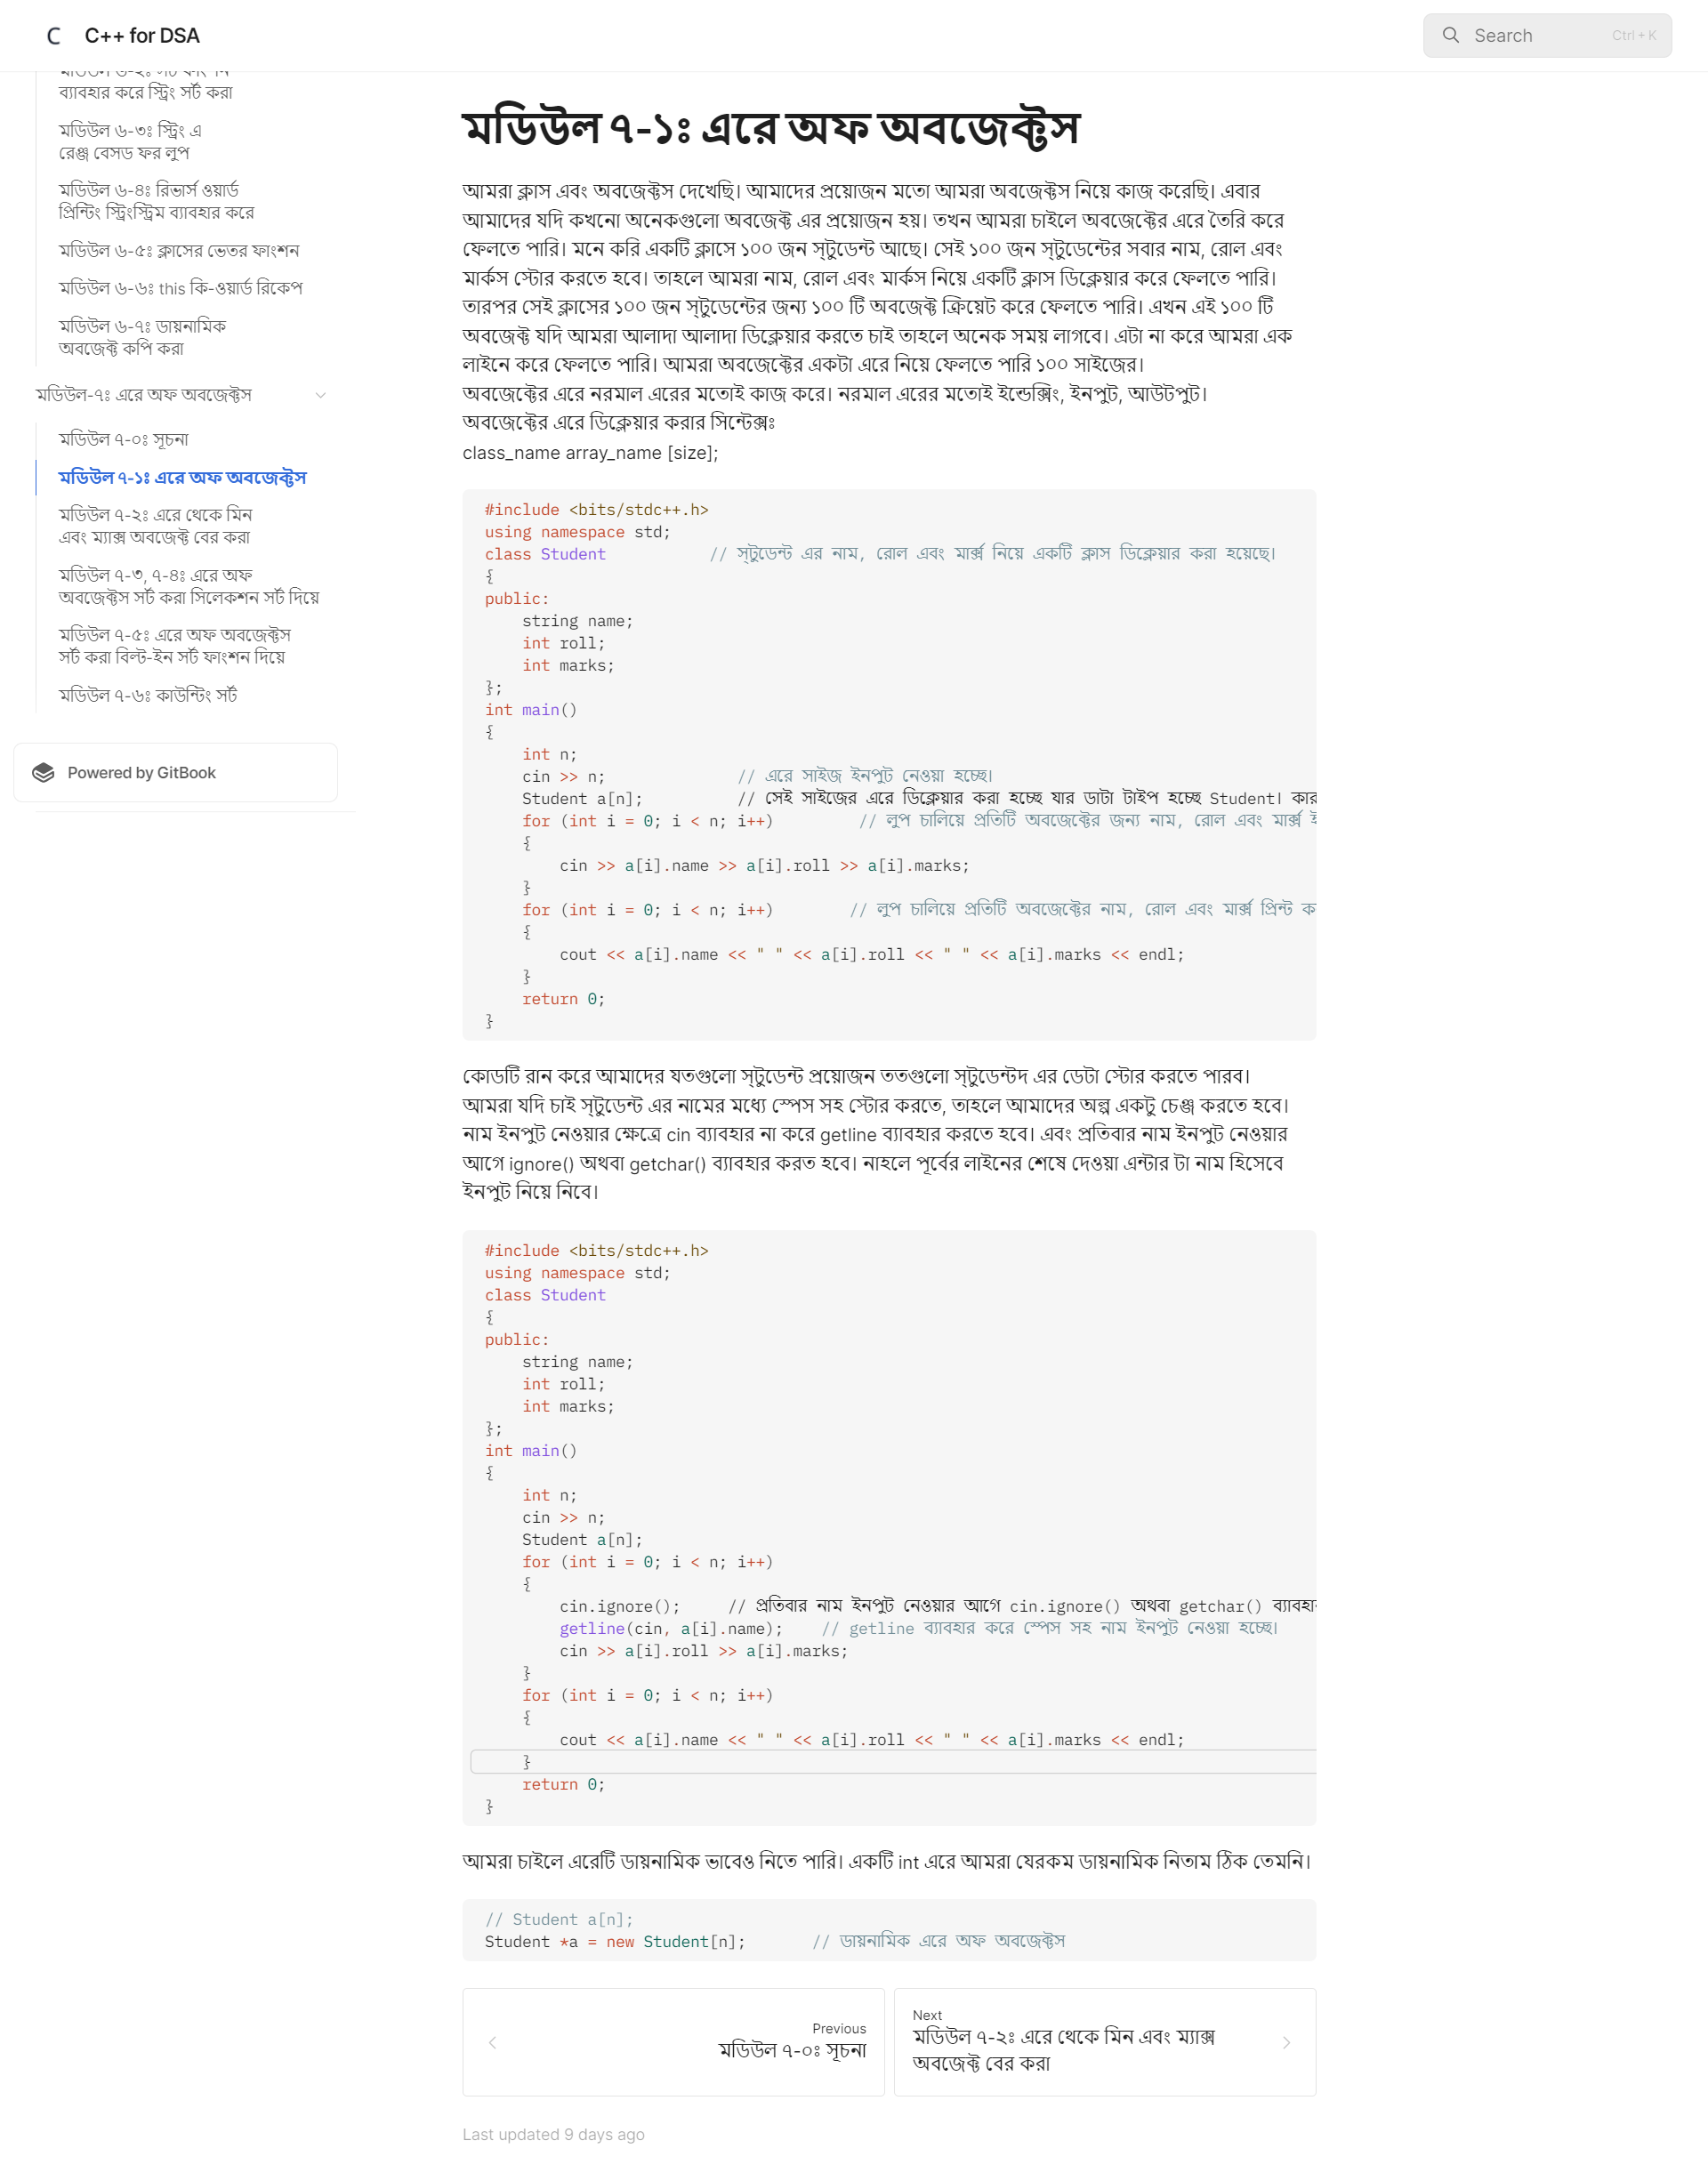 C
C++ for DSA
Search
Ctrl + K
ব্যাবহার করে স্ট্রিং সর্ট করা
মডিউল ৬-৩ঃ স্ট্রিং এ
রেঞ্জ বেসড ফর লুপ
মডিউল ৬-৪ঃ রিভার্স ওয়ার্ড
প্রিন্টিং স্ট্রিংস্ট্রিম ব্যাবহার করে
মডিউল ৬-৫ঃ ক্লাসের ভেতর ফাংশন
মডিউল ৬-৬ঃ this কি-ওয়ার্ড রিকেপ
মডিউল ৬-৭ঃ ডায়নামিক
অবজেক্ট কপি করা
মডিউল-৭ঃ এরে অফ অবজেক্টস
মডিউল ৭-০ঃ সূচনা
মডিউল ৭-১ঃ এরে অফ অবজেক্টস
মডিউল ৭-২ঃ এরে থেকে মিন
এবং ম্যাক্স অবজেক্ট বের করা
মডিউল ৭-৩, ৭-৪ঃ এরে অফ
অবজেক্টস সর্ট করা সিলেকশন সর্ট দিয়ে
মডিউল ৭-৫ঃ এরে অফ অবজেক্টস
সর্ট করা বিল্ট-ইন সর্ট ফাংশন দিয়ে
মডিউল ৭-৬ঃ কাউন্টিং সর্ট
Powered by GitBook
মডিউল ৭-১ঃ এরে অফ অবজেক্টস
আমরা ক্লাস এবং অবজেক্টস দেখেছি। আমাদের প্রয়োজন মতো আমরা অবজেক্টস নিয়ে কাজ করেছি। এবার
আমাদের যদি কখনো অনেকগুলো অবজেক্ট এর প্রয়োজন হয়। তখন আমরা চাইলে অবজেক্টের এরে তৈরি করে
ফেলতে পারি। মনে করি একটি ক্লাসে ১০০ জন স্টুডেন্ট আছে। সেই ১০০ জন স্টুডেন্টের সবার নাম, রোল এবং
মার্কস স্টোর করতে হবে। তাহলে আমরা নাম, রোল এবং মার্কস নিয়ে একটি ক্লাস ডিক্লেয়ার করে ফেলতে পারি।
তারপর সেই ক্লাসের ১০০ জন স্টুডেন্টের জন্য ১০০ টি অবজেক্ট ক্রিয়েট করে ফেলতে পারি। এখন এই ১০০ টি
অবজেক্ট যদি আমরা আলাদা আলাদা ডিক্লেয়ার করতে চাই তাহলে অনেক সময় লাগবে। এটা না করে আমরা এক
লাইনে করে ফেলতে পারি। আমরা অবজেক্টের একটা এরে নিয়ে ফেলতে পারি ১০০ সাইজের।
অবজেক্টের এরে নরমাল এরের মতোই কাজ করে। নরমাল এরের মতোই ইন্ডেক্সিং, ইনপুট, আউটপুট।
অবজেক্টের এরে ডিক্লেয়ার করার সিন্টেক্সঃ
class_name array_name [size];
#include <bits/stdc++.h>
using namespace std;
class Student // স্টুডেন্ট এর নাম, রোল এবং মার্ক্স নিয়ে একটি ক্লাস ডিক্লেয়ার করা হয়েছে।
{
public:
string name;
int roll;
int marks;
};
int main()
{
int n;
cin >> n; // এরে সাইজ ইনপুট নেওয়া হচ্ছে।
Student a[n]; // সেই সাইজের এরে ডিক্লেয়ার করা হচ্ছে যার ডাটা টাইপ হচ্ছে Student।
for (int i = 0; i < n; i++) // লুপ চালিয়ে প্রতিটি অবজেক্টের জন্য নাম, রোল এবং মার্ক্স
{
cin >> a[i].name >> a[i].roll >> a[i].marks;
}
for (int i = 0; i < n; i++) // লুপ চালিয়ে প্রতিটি অবজেক্টের নাম, রোল এবং মার্ক্স প্রিন্ট
{
cout << a[i].name << " " << a[i].roll << " " << a[i].marks << endl;
}
return 0;
}
কোডটি রান করে আমাদের যতগুলো স্টুডেন্ট প্রয়োজন ততগুলো স্টুডেন্টদ এর ডেটা স্টোর করতে পারব।
আমরা যদি চাই স্টুডেন্ট এর নামের মধ্যে স্পেস সহ স্টোর করতে, তাহলে আমাদের অল্প একটু চেঞ্জ করতে হবে।
নাম ইনপুট নেওয়ার ক্ষেত্রে cin ব্যাবহার না করে getline ব্যাবহার করতে হবে। এবং প্রতিবার নাম ইনপুট নেওয়ার
আগে ignore() অথবা getchar() ব্যাবহার করত হবে। নাহলে পূর্বের লাইনের শেষে দেওয়া এন্টার টা নাম হিসেবে
ইনপুট নিয়ে নিবে।
#include <bits/stdc++.h>
using namespace std;
class Student
{
public:
string name;
int roll;
int marks;
};
int main()
{
int n;
cin >> n;
Student a[n];
for (int i = 0; i < n; i++)
{
cin.ignore(); // প্রতিবার নাম ইনপুট নেওয়ার আগে cin.ignore() অথবা getchar()
getline(cin, a[i].name); // getline ব্যাবহার করে স্পেস সহ নাম ইনপুট নেওয়া হচ্ছে।
cin >> a[i].roll >> a[i].marks;
}
for (int i = 0; i < n; i++)
{
cout << a[i].name << " " << a[i].roll << " " << a[i].marks << endl;
}
return 0;
}
আমরা চাইলে এরেটি ডায়নামিক ভাবেও নিতে পারি। একটি int এরে আমরা যেরকম ডায়নামিক নিতাম ঠিক তেমনি।
// Student a[n];
Student *a = new Student[n]; // ডায়নামিক এরে অফ অবজেক্টস
Previous
মডিউল ৭-০ঃ সূচনা
Next
মডিউল ৭-২ঃ এরে থেকে মিন এবং ম্যাক্স
অবজেক্ট বের করা
Last updated 9 days ago